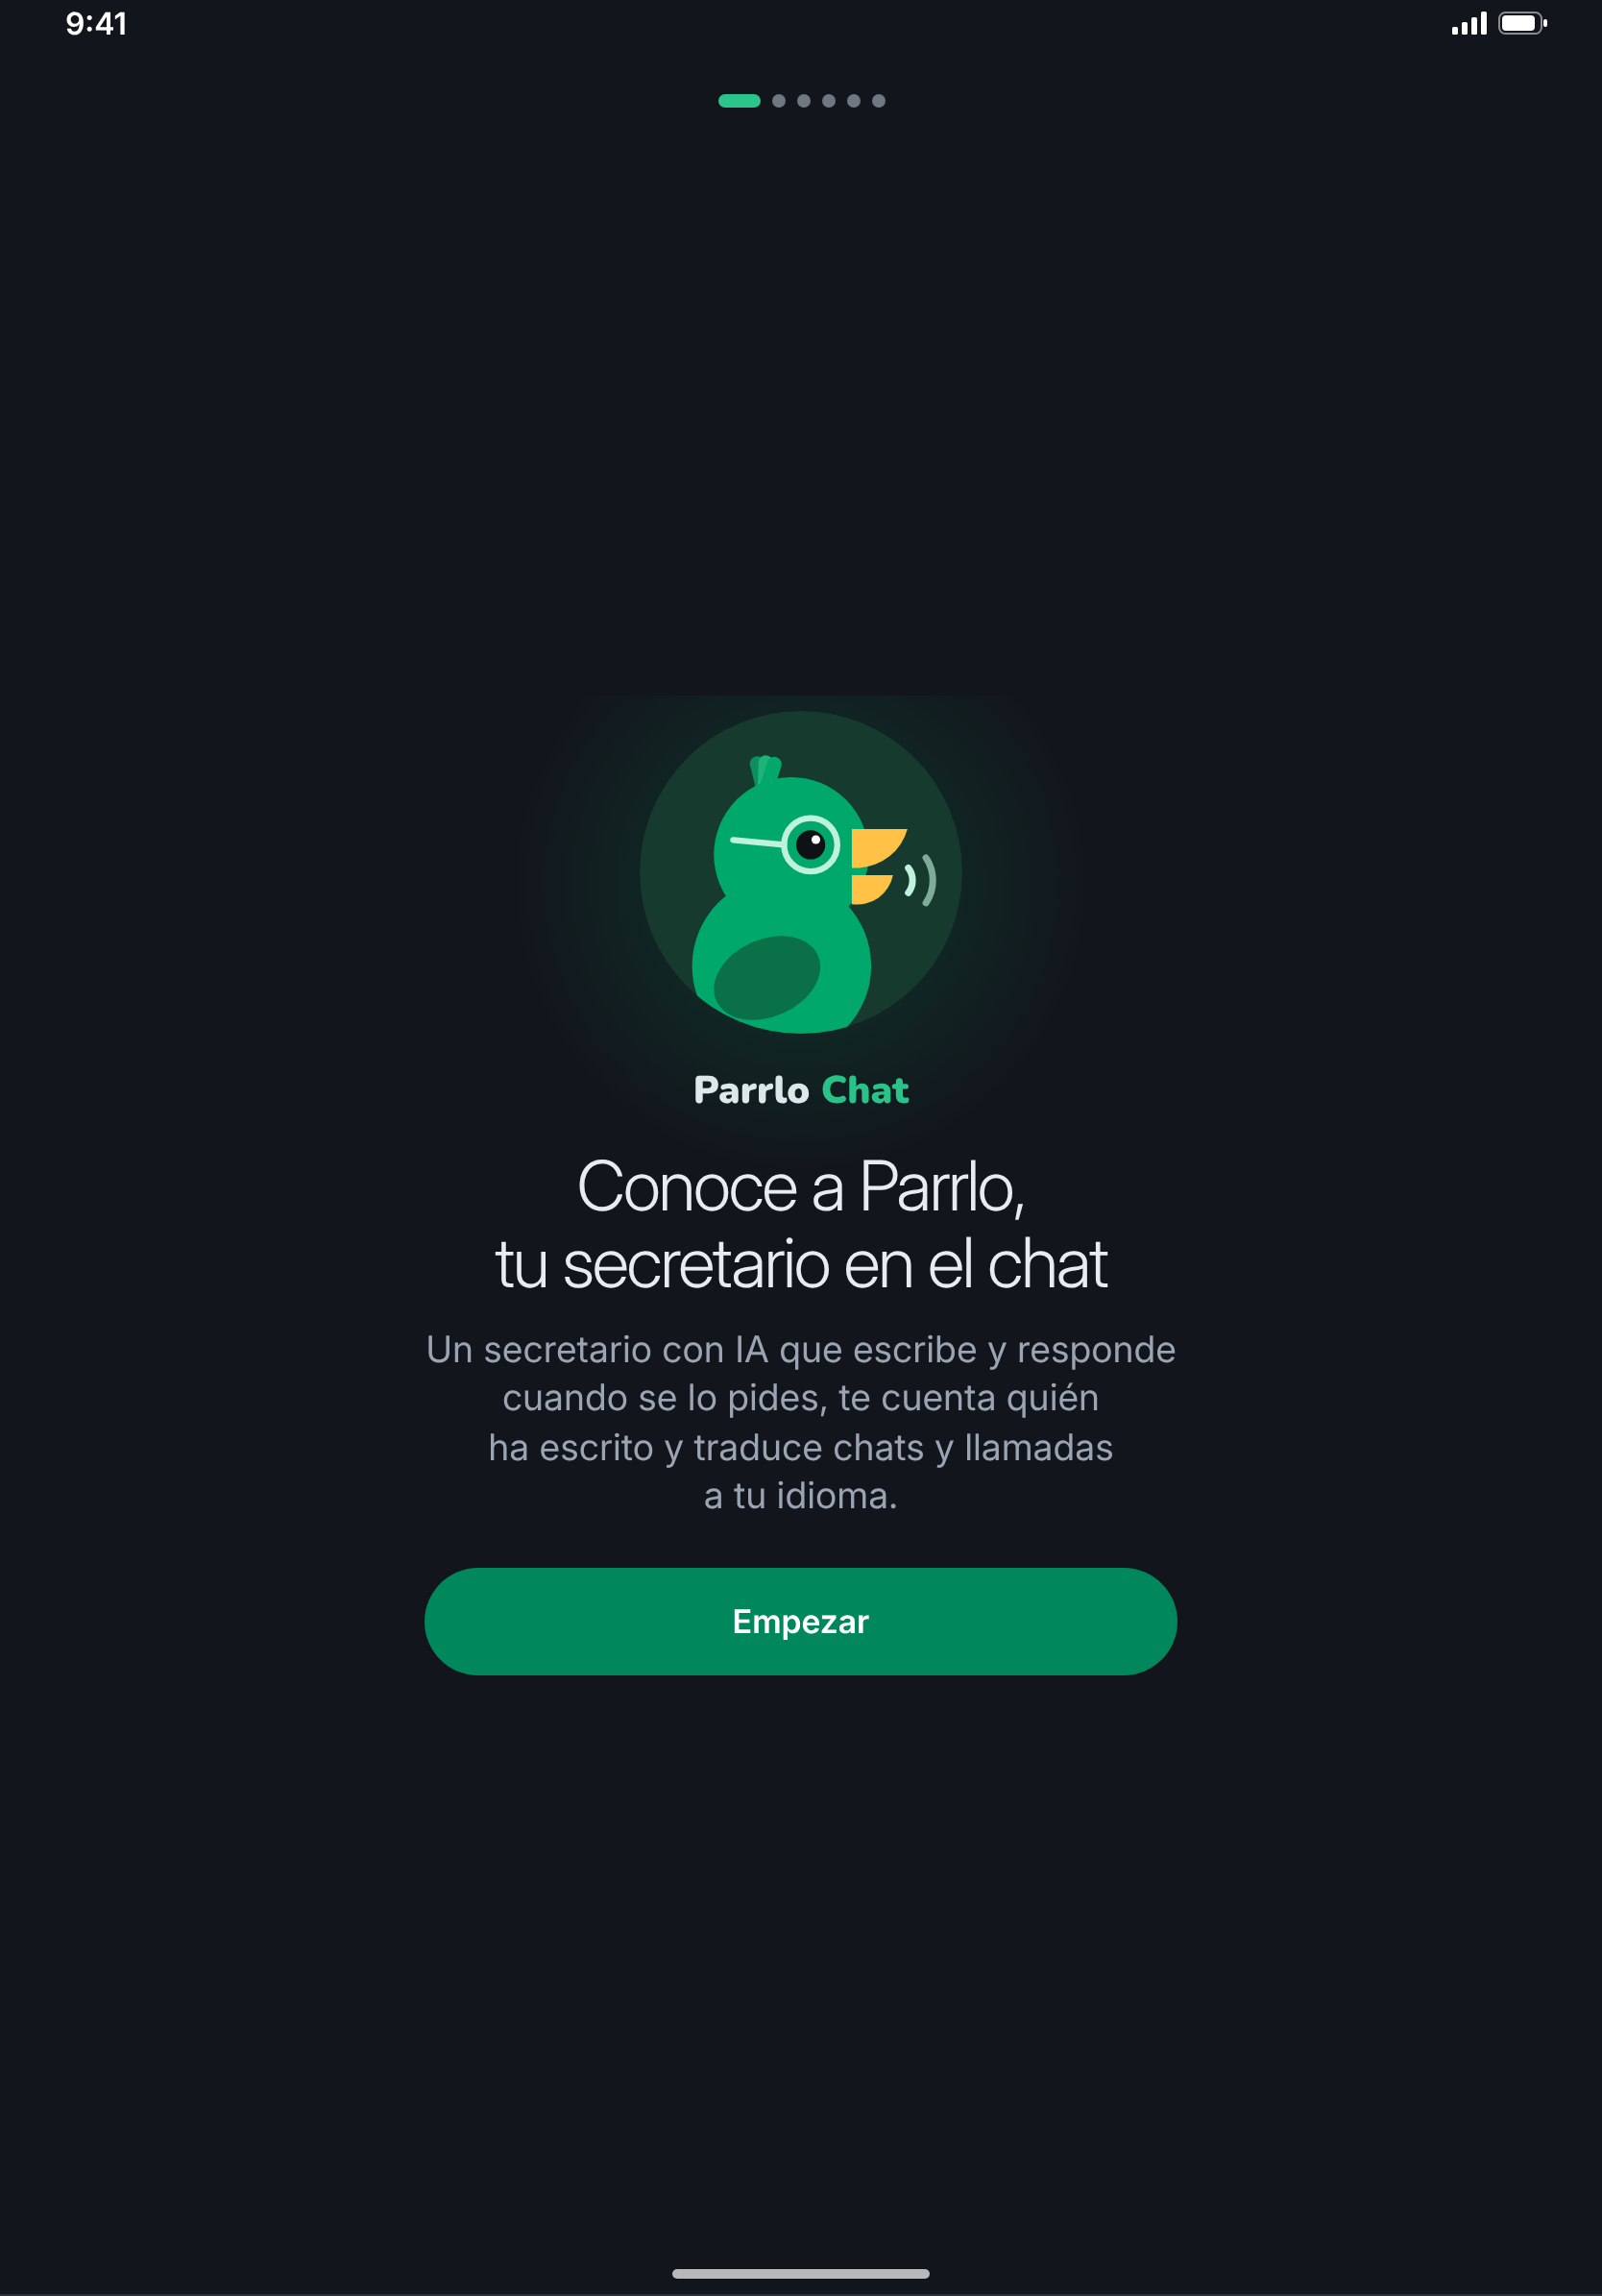 9:41
Parrlo Chat
Conoce a Parrlo,
tu secretario en el chat
Un secretario con IA que escribe y responde
cuando se lo pides, te cuenta quién
ha escrito y traduce chats y llamadas
a tu idioma.
Empezar